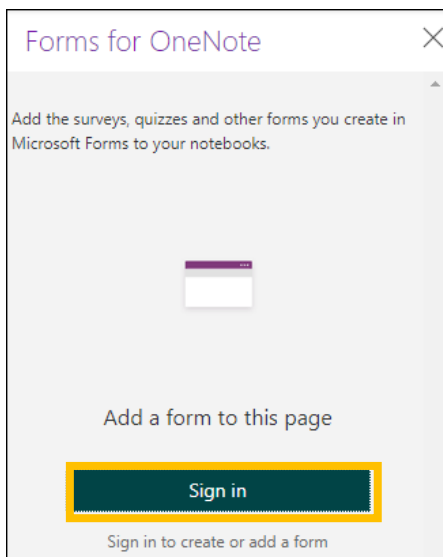 Forms for OneNote
Add the surveys, quizzes and other forms you create in
Microsoft Forms to your notebooks.
Add a form to this page
Sign in
Sign in to create or add a form